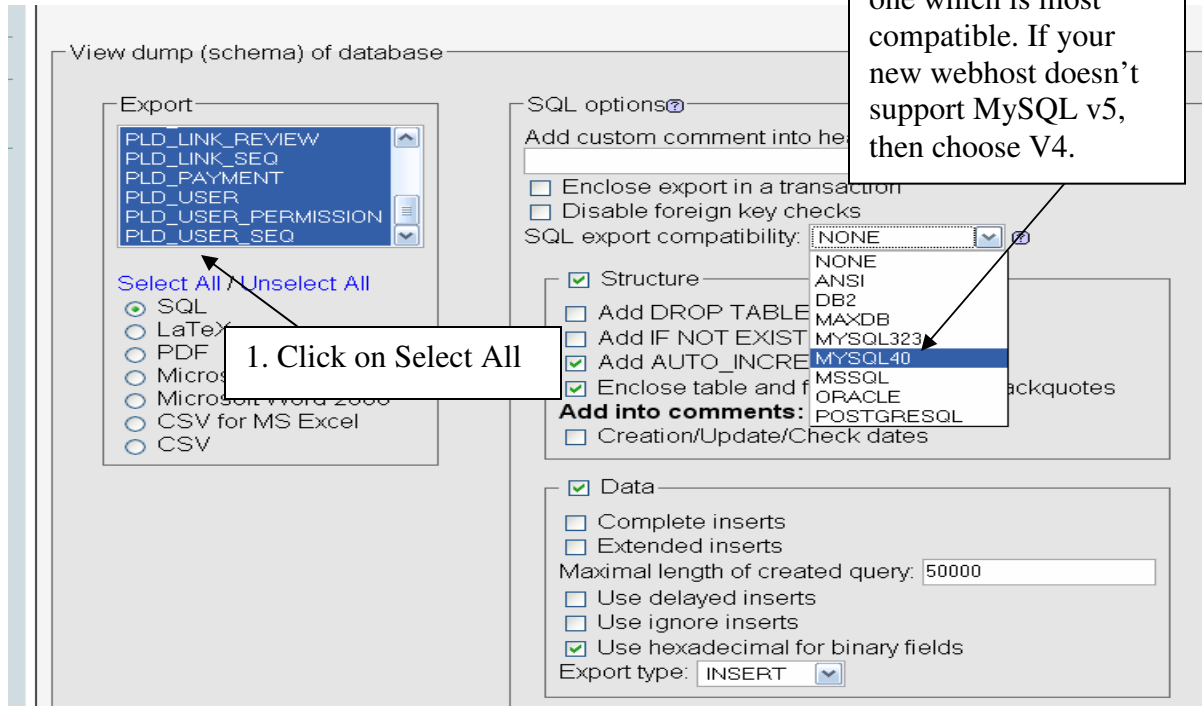 one which is most
compatible. If your
new webhost doesn't
support MySQL v5,
then choose V4.
View dump (schema) of database
Export
PLD_LINK_REVIEW
PLD_LINK_SEQ
PLD_PAYMENT
PLD_USER
PLD_USER_PERMISSION
PLD_USER_SEQ
Select All / Unselect All
SQL
LaTeX
PDF
Microsoft Word 2000
CSV for MS Excel
CSV
1. Click on Select All
SQL options
Add custom comment into
Enclose export in a transaction
Disable foreign key checks
SQL export compatibility: NONE
NONE
ANSI
DB2
MAXDB
MYSQL323
MYSQL40
MSSQL
ORACLE
POSTGRESQL
Structure
Add DROP TABLE
Add IF NOT EXIST
Add AUTO_INCRE
Enclose table and f ackquotes
Add into comments:
Creation/Update/Check dates
Data
Complete inserts
Extended inserts
Maximal length of created query: 50000
Use delayed inserts
Use ignore inserts
Use hexadecimal for binary fields
Export type: INSERT